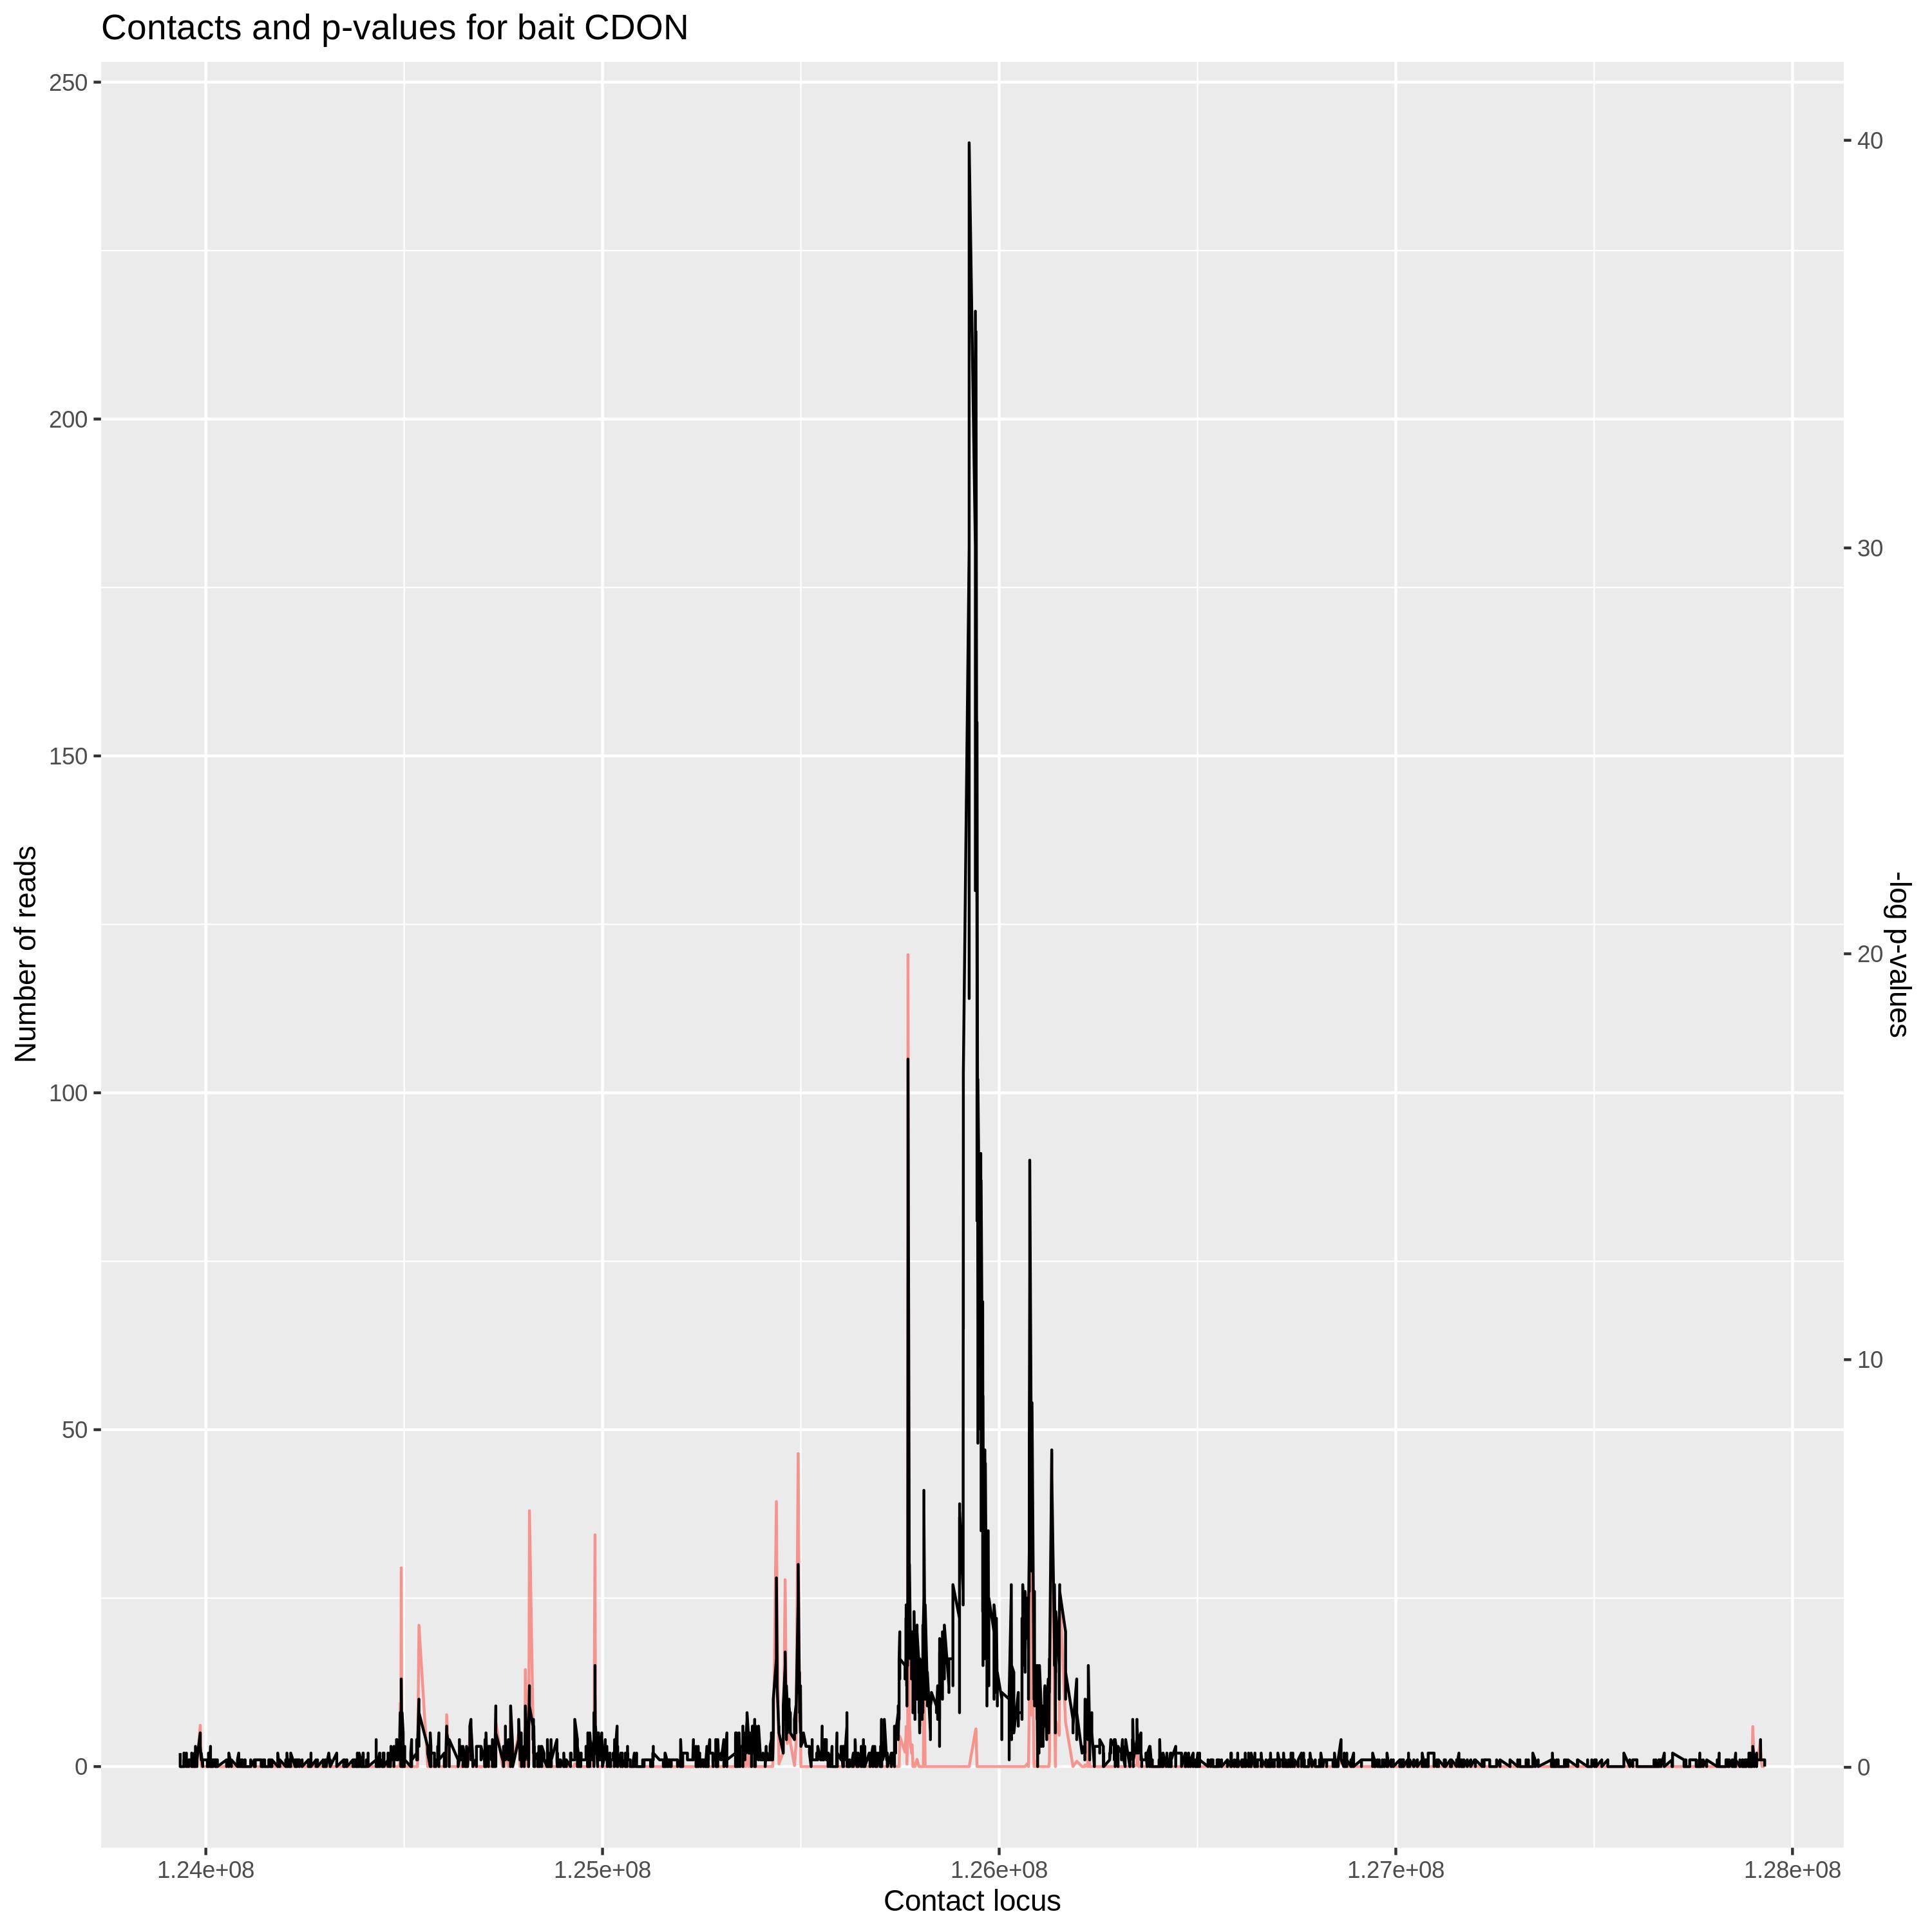 Contacts and p-values for bait CDON
250
200
150
100
50
0
Number of reads
40
30
20
10
0
-log p-values
1.24e+08 1.25e+08 1.26e+08 1.27e+08 1.28e+08
Contact locus